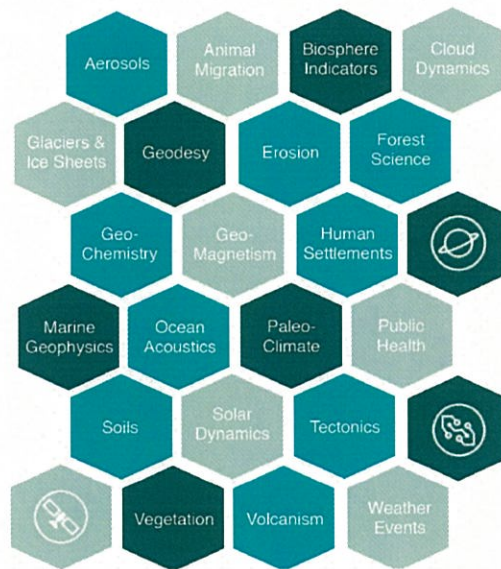 Aerosols
Animal
Migration
Biosphere
Indicators
Cloud
Dynamics
Glaciers &
Ice Sheets
Geodesy
Erosion
Forest
Science
Geo-
Chemistry
Geo-
Magnetism
Human
Settlements
Marine
Geophysics
Ocean
Acoustics
Paleo-
Climate
Public
Health
Soils
Solar
Dynamics
Tectonics
Vegetation
Volcanism
Weather
Events